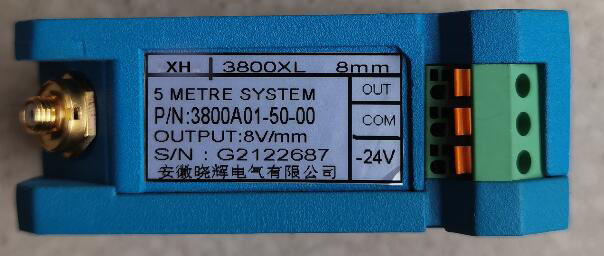 XH 3800XL 8mm
5 METRE SYSTEM OUT
P/N:3800A01-50-00
OUTPUT:8V/mm COM
S/N : G2122687 -24V
安徽晓辉电气有限公司